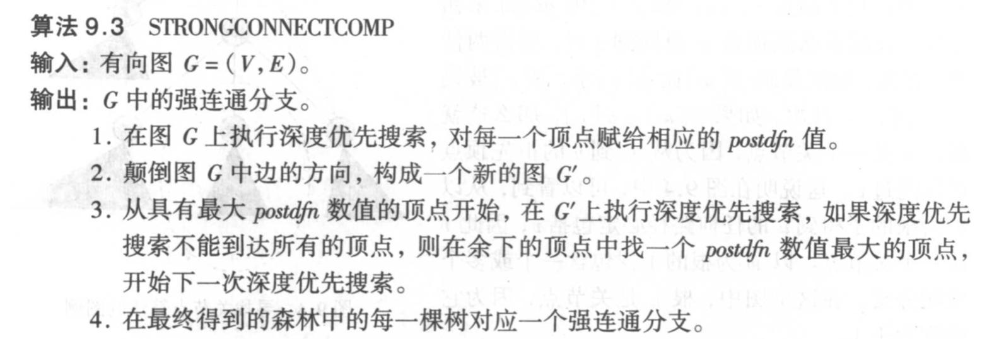 算法 9.3 STRONGCONNECTCOMP
输入：有向图 G = ( V , E )。
输出：G 中的强连通分支。
1. 在图 G 上执行深度优先搜索，对每一个顶点赋给相应的 postdfn 值。
2. 颠倒图 G 中边的方向，构成一个新的图 G′。
3. 从具有最大 postdfn 数值的顶点开始，在 G′ 上执行深度优先搜索，如果深度优先
搜索不能到达所有的顶点，则在余下的顶点中找一个 postdfn 数值最大的顶点，
开始下一次深度优先搜索。
4. 在最终得到的森林中的每一棵树对应一个强连通分支。